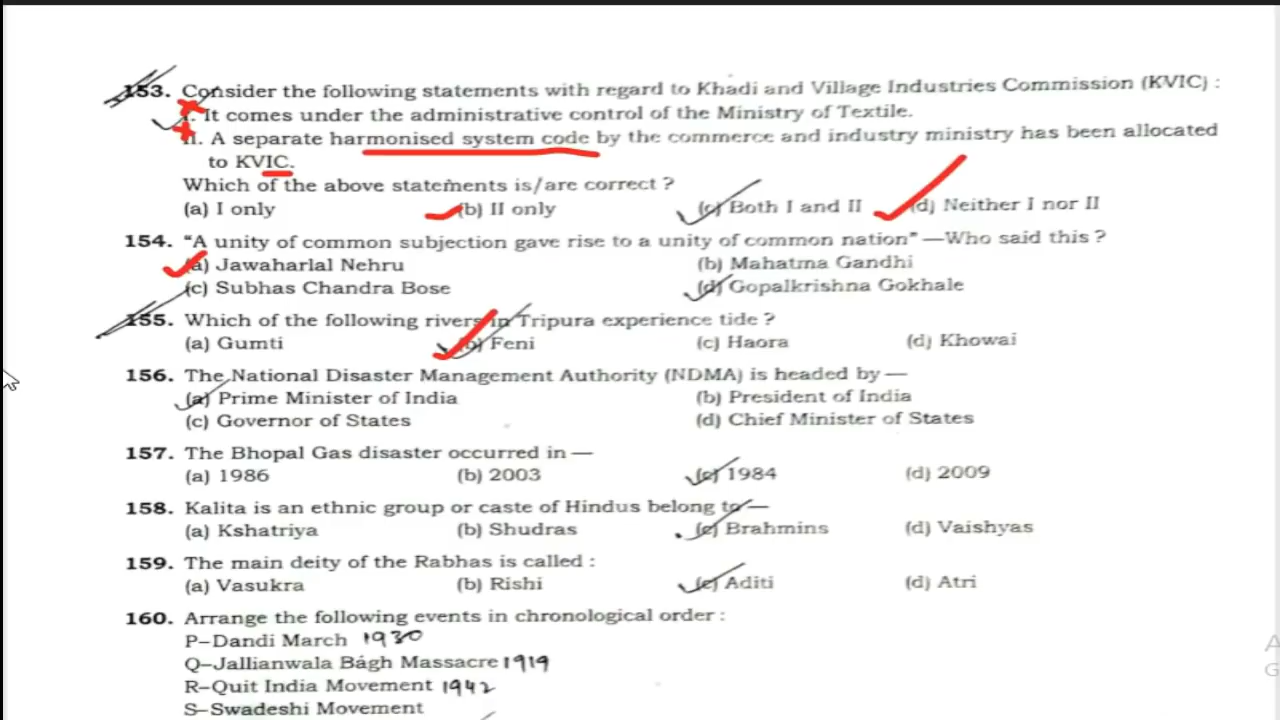 153. Consider the following statements with regard to Khadi and Village Industries Commission (KVIC) :
I. It comes under the administrative control of the Ministry of Textile.
II. A separate harmonised system code by the commerce and industry ministry has been allocated
to KVIC.
Which of the above statements is/are correct ?
(a) I only (b) II only (c) Both I and II (d) Neither I nor II
154. “A unity of common subjection gave rise to a unity of common nation” —Who said this ?
(a) Jawaharlal Nehru (b) Mahatma Gandhi
(c) Subhas Chandra Bose (d) Gopalkrishna Gokhale
155. Which of the following rivers in Tripura experience tide ?
(a) Gumti (b) Feni (c) Haora (d) Khowai
156. The National Disaster Management Authority (NDMA) is headed by —
(a) Prime Minister of India (b) President of India
(c) Governor of States (d) Chief Minister of States
157. The Bhopal Gas disaster occurred in —
(a) 1986 (b) 2003 (c) 1984 (d) 2009
158. Kalita is an ethnic group or caste of Hindus belong to —
(a) Kshatriya (b) Shudras (c) Brahmins (d) Vaishyas
159. The main deity of the Rabhas is called :
(a) Vasukra (b) Rishi (c) Aditi (d) Atri
160. Arrange the following events in chronological order :
P–Dandi March 1930
Q–Jallianwala Bagh Massacre 1919
R–Quit India Movement 1942
S–Swadeshi Movement